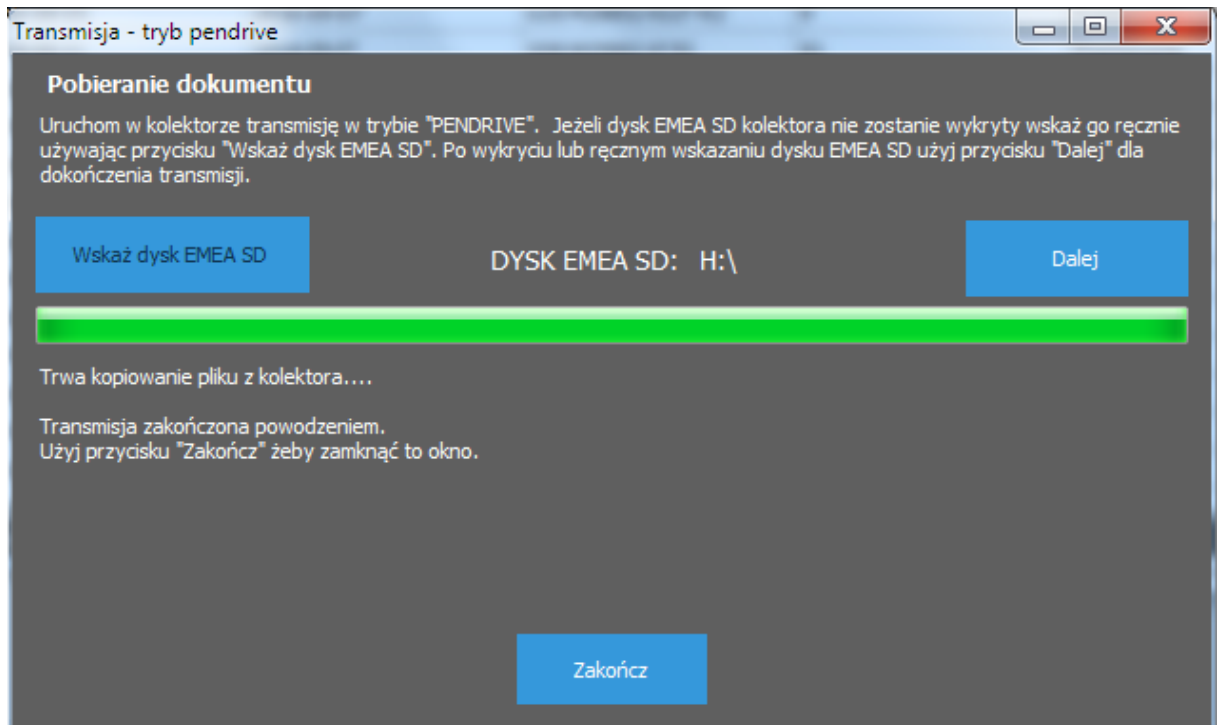 Transmisja - tryb pendrive
Pobieranie dokumentu
Uruchom w kolektorze transmisję w trybie "PENDRIVE".  Jeżeli dysk EMEA SD kolektora nie zostanie wykryty wskaż go ręcznie
używając przycisku "Wskaż dysk EMEA SD". Po wykryciu lub ręcznym wskazaniu dysku EMEA SD użyj przycisku "Dalej" dla
dokończenia transmisji.
Wskaż dysk EMEA SD
DYSK EMEA SD:   H:\
Dalej
Trwa kopiowanie pliku z kolektora....
Transmisja zakończona powodzeniem.
Użyj przycisku "Zakończ" żeby zamknąć to okno.
Zakończ